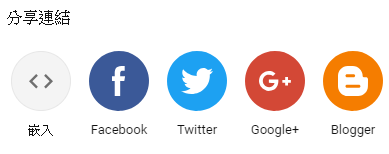 分享連結
嵌入 Facebook Twitter Google+ Blogger